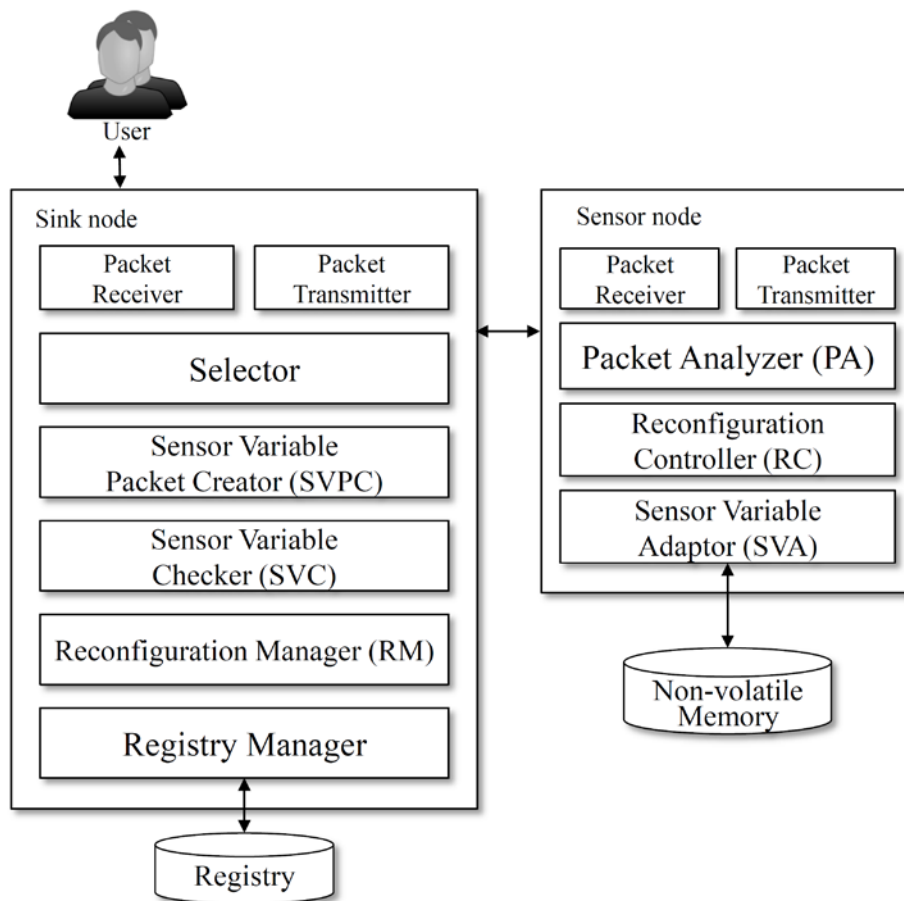 User
Sink node
Packet
Receiver
Packet
Transmitter
Selector
Sensor Variable
Packet Creator (SVPC)
Sensor Variable
Checker (SVC)
Reconfiguration Manager (RM)
Registry Manager
Registry
Sensor node
Packet
Receiver
Packet
Transmitter
Packet Analyzer (PA)
Reconfiguration
Controller (RC)
Sensor Variable
Adaptor (SVA)
Non-volatile
Memory